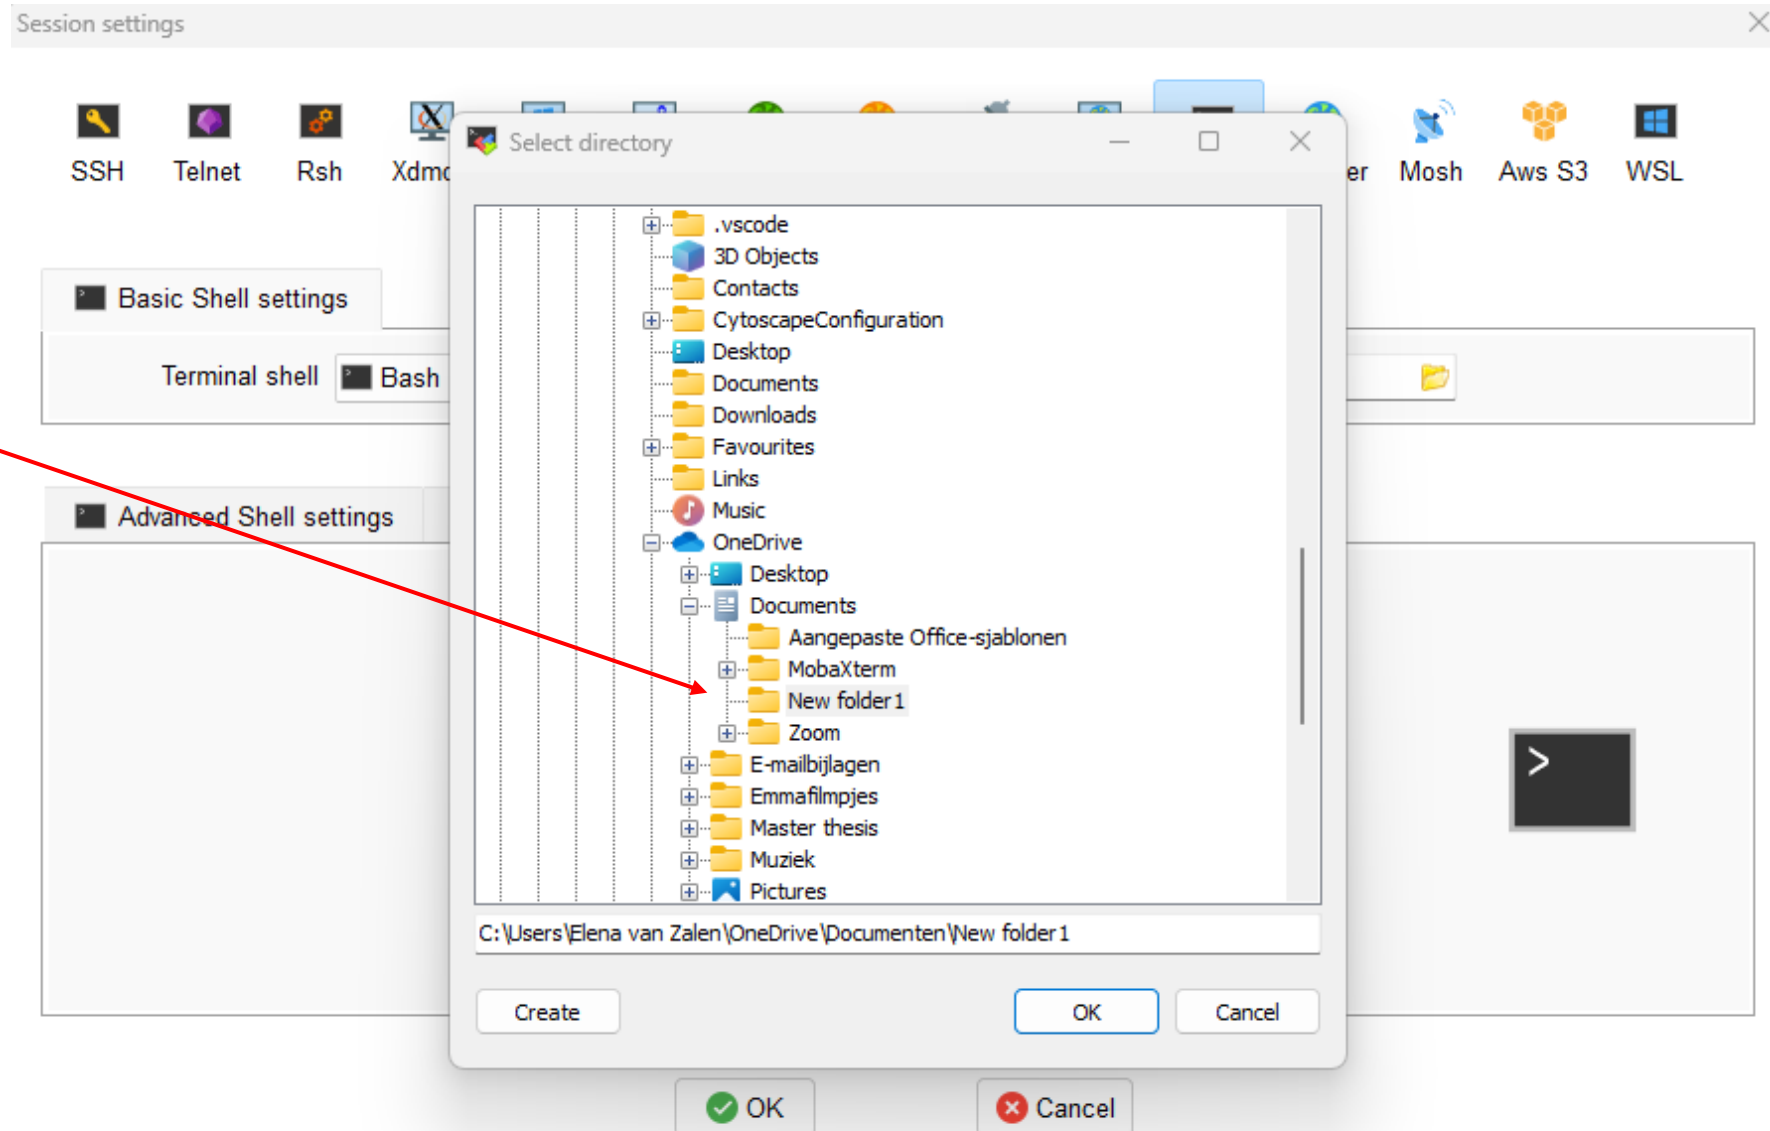 Session settings
Select directory
SSH Telnet Rsh Mosh Aws S3 WSL
.vscode
3D Objects
Contacts
Basic Shell settings
CytoscapeConfiguration
Desktop
Terminal shell Bash
Documents
Downloads
Favourites
Links
Music
Advanced Shell settings
OneDrive
Desktop
Documents
Aangepaste Office-sjablonen
MobaXterm
New folder1
Zoom
E-mailbijlagen
Emmafilmpjes
Master thesis
Muziek
Pictures
C:\Users\Elena van Zalen\OneDrive\Documenten\New folder1
Create OK Cancel
OK Cancel